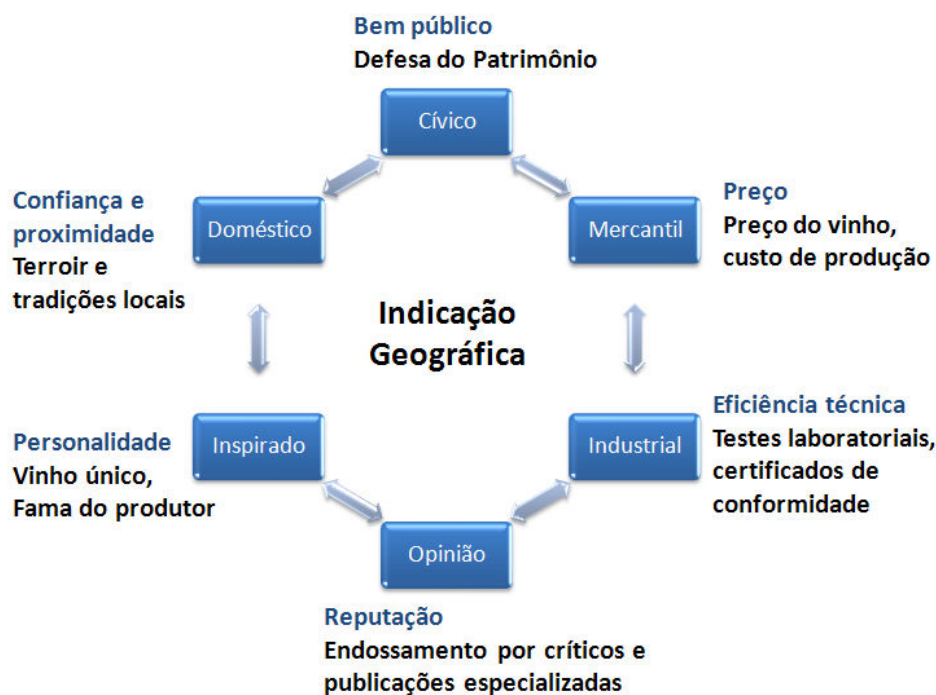 Bem público
Defesa do Patrimônio
Cívico
Confiança e
proximidade
Terroir e
tradições locais
Doméstico
Mercantil
Preço
Preço do vinho,
custo de produção
Indicação
Geográfica
Personalidade
Vinho único,
Fama do produtor
Inspirado
Industrial
Eficiência técnica
Testes laboratoriais,
certificados de
conformidade
Opinião
Reputação
Endossamento por críticos e
publicações especializadas